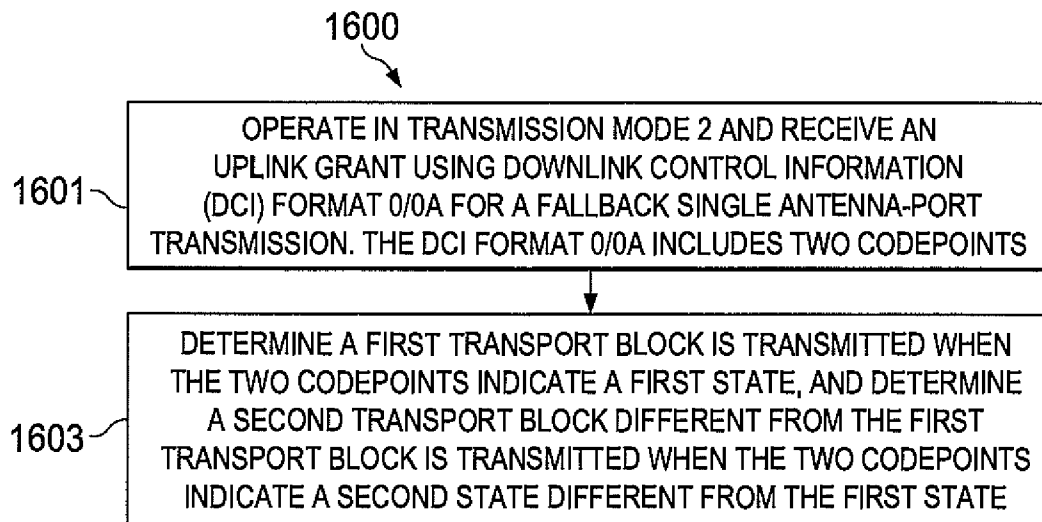 1600
1601
OPERATE IN TRANSMISSION MODE 2 AND RECEIVE AN
UPLINK GRANT USING DOWNLINK CONTROL INFORMATION
(DCI) FORMAT 0/0A FOR A FALLBACK SINGLE ANTENNA-PORT
TRANSMISSION. THE DCI FORMAT 0/0A INCLUDES TWO CODEPOINTS
1603
DETERMINE A FIRST TRANSPORT BLOCK IS TRANSMITTED WHEN
THE TWO CODEPOINTS INDICATE A FIRST STATE, AND DETERMINE
A SECOND TRANSPORT BLOCK DIFFERENT FROM THE FIRST
TRANSPORT BLOCK IS TRANSMITTED WHEN THE TWO CODEPOINTS
INDICATE A SECOND STATE DIFFERENT FROM THE FIRST STATE